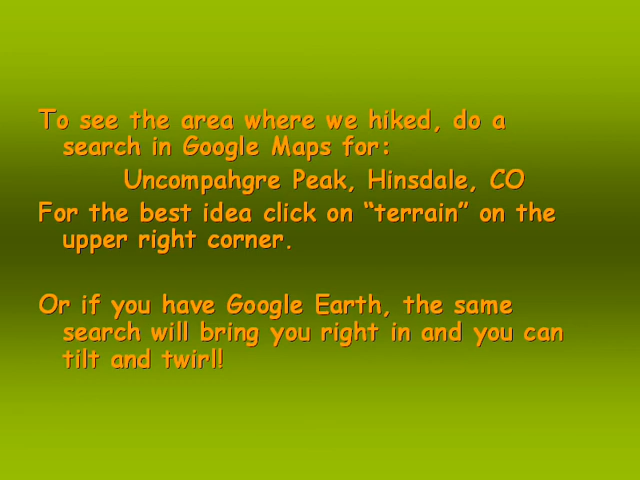 To see the area where we hiked, do a
search in Google Maps for:
Uncompahgre Peak, Hinsdale, CO
For the best idea click on “terrain” on the
upper right corner.
Or if you have Google Earth, the same
search will bring you right in and you can
tilt and twirl!